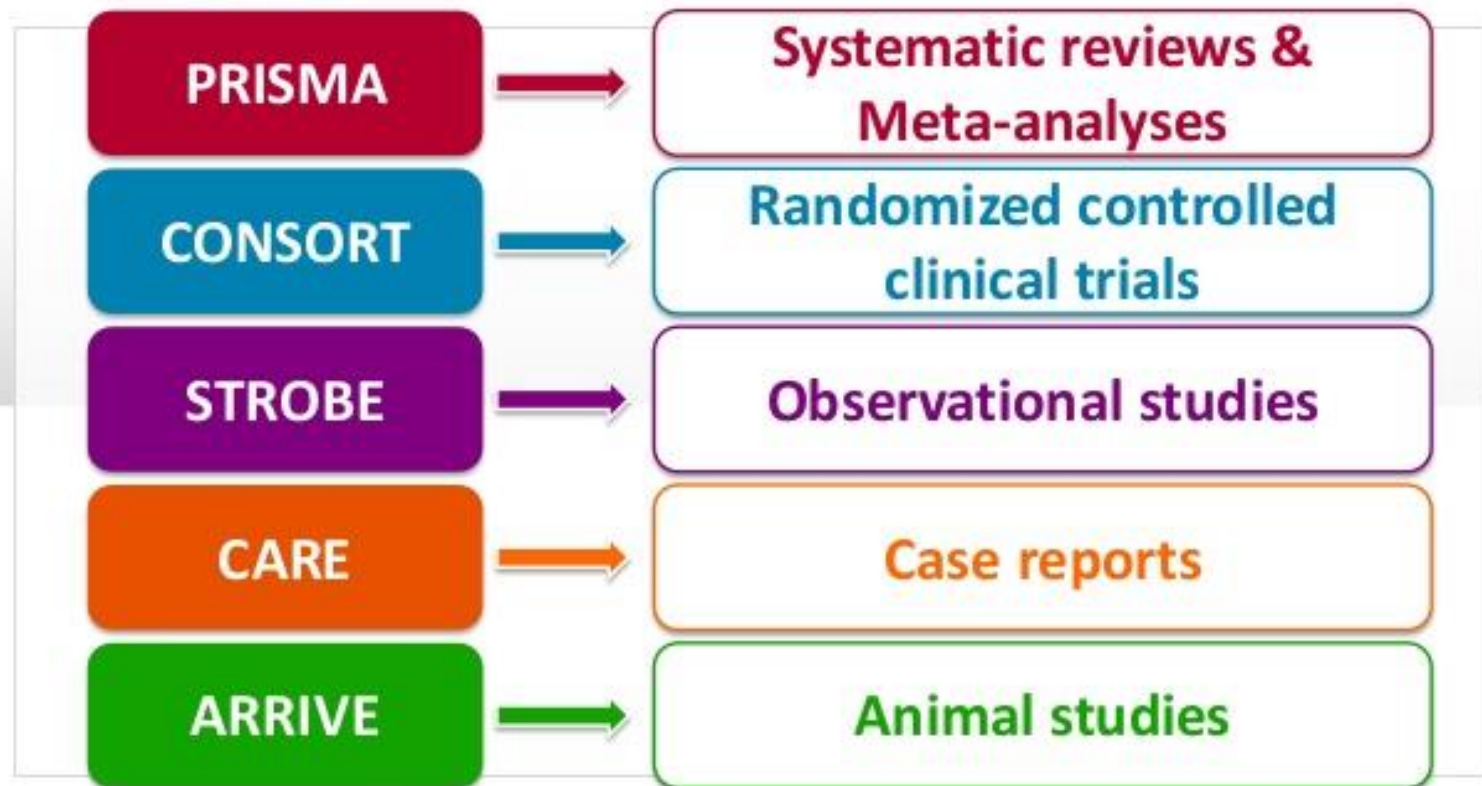 PRISMA
Systematic reviews &
Meta-analyses
CONSORT
Randomized controlled
clinical trials
STROBE
Observational studies
CARE
Case reports
ARRIVE
Animal studies